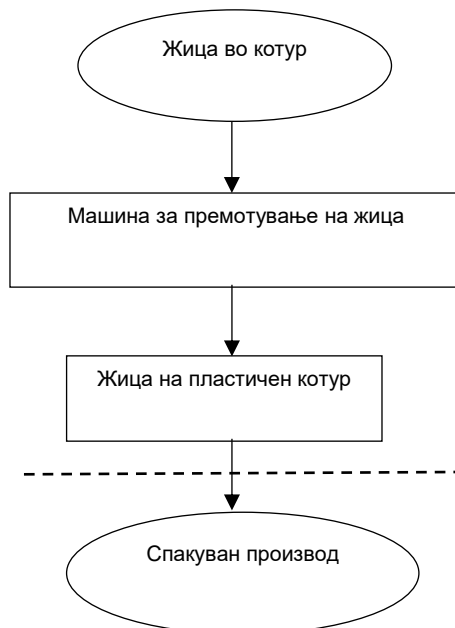 Жица во котур
Машина за премотување на жица
Жица на пластичен котур
Спакуван производ